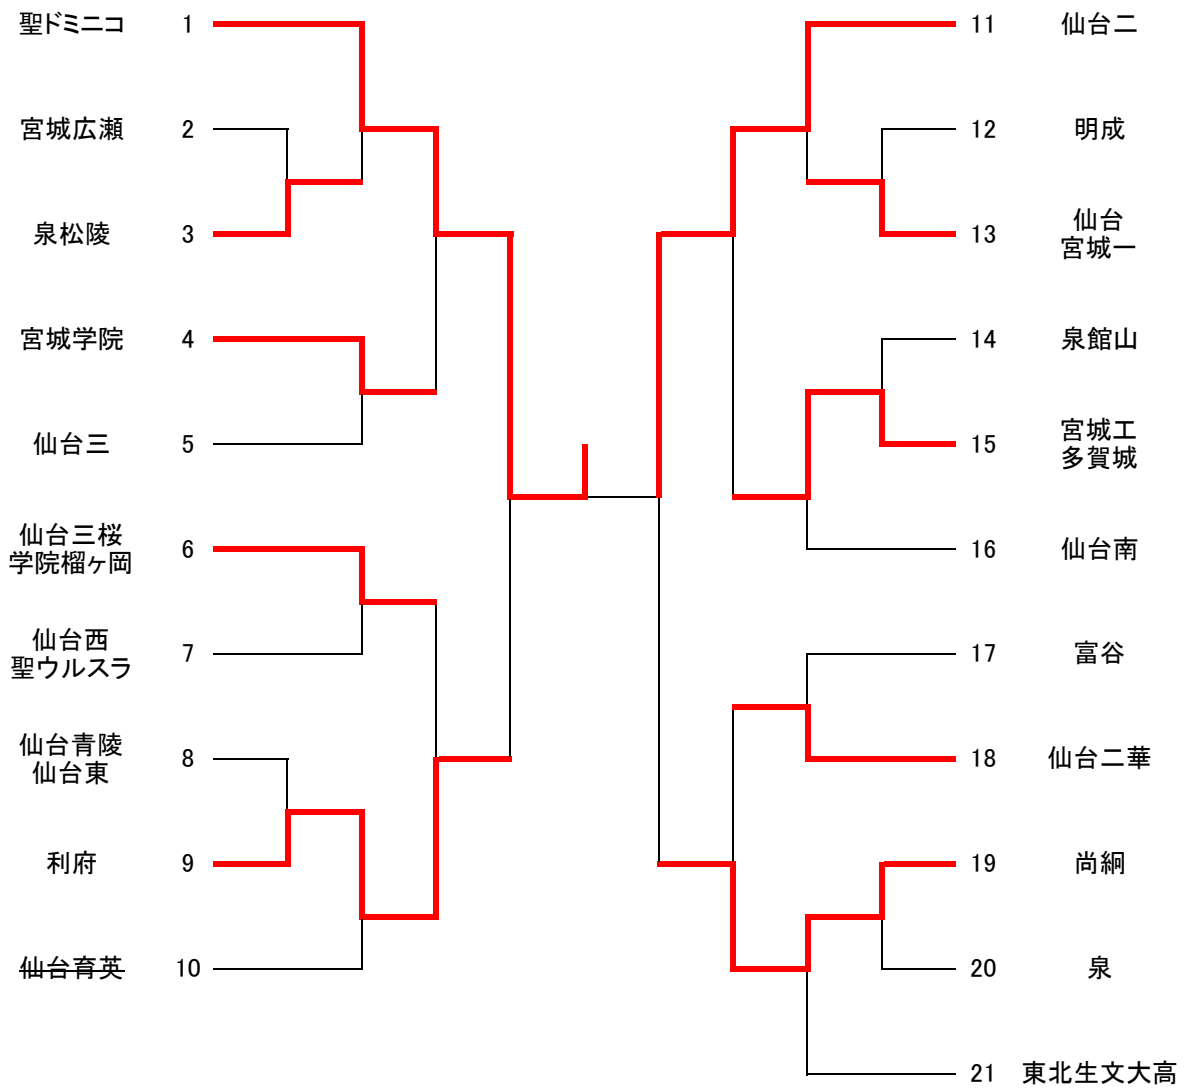 聖ドミニコ 1
宮城広瀬 2
泉松陵 3
宮城学院 4
仙台三 5
仙台三桜
学院榴ヶ岡 6
仙台西
聖ウルスラ 7
仙台青陵
仙台東 8
利府 9
仙台育英 10
11 仙台二
12 明成
13 仙台
宮城一
14 泉館山
15 宮城工
多賀城
16 仙台南
17 富谷
18 仙台二華
19 尚絅
20 泉
21 東北生文大高